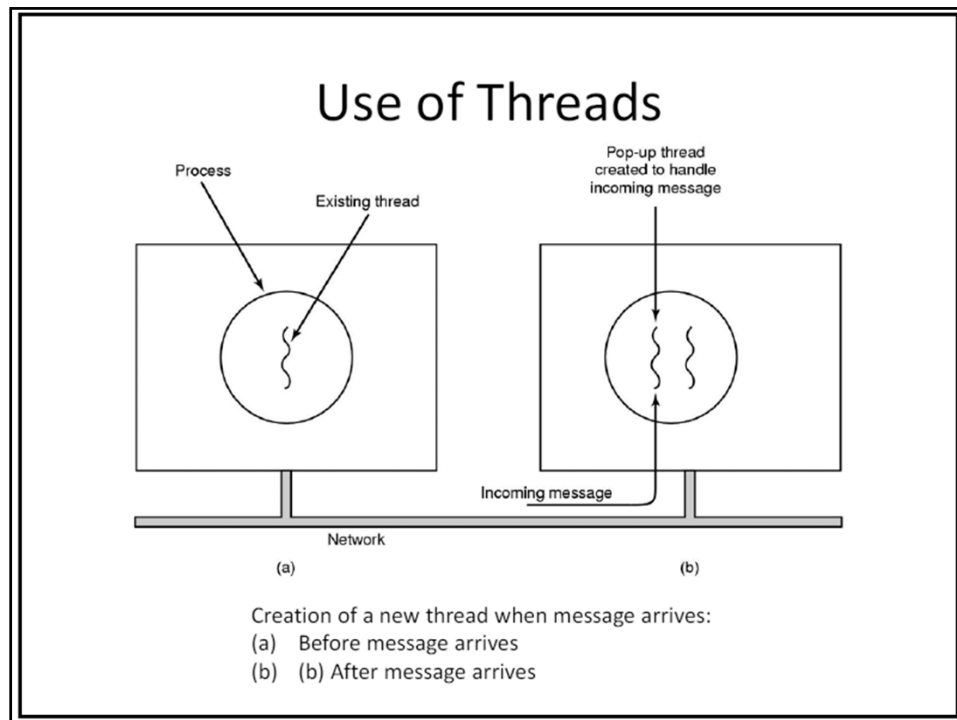 Use of Threads
Process
Existing thread
Pop-up thread
created to handle
incoming message
Incoming message
Network
(a)
(b)
Creation of a new thread when message arrives:
(a) Before message arrives
(b) (b) After message arrives